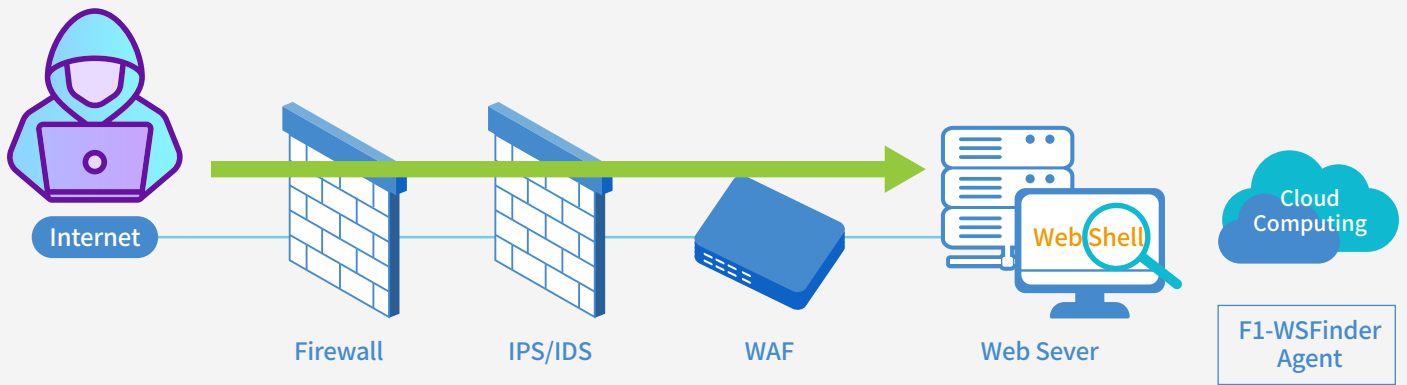 Internet
Firewall
IPS/IDS
WAF
Web Shell
Web Sever
Cloud
Computing
F1-WSFinder
Agent